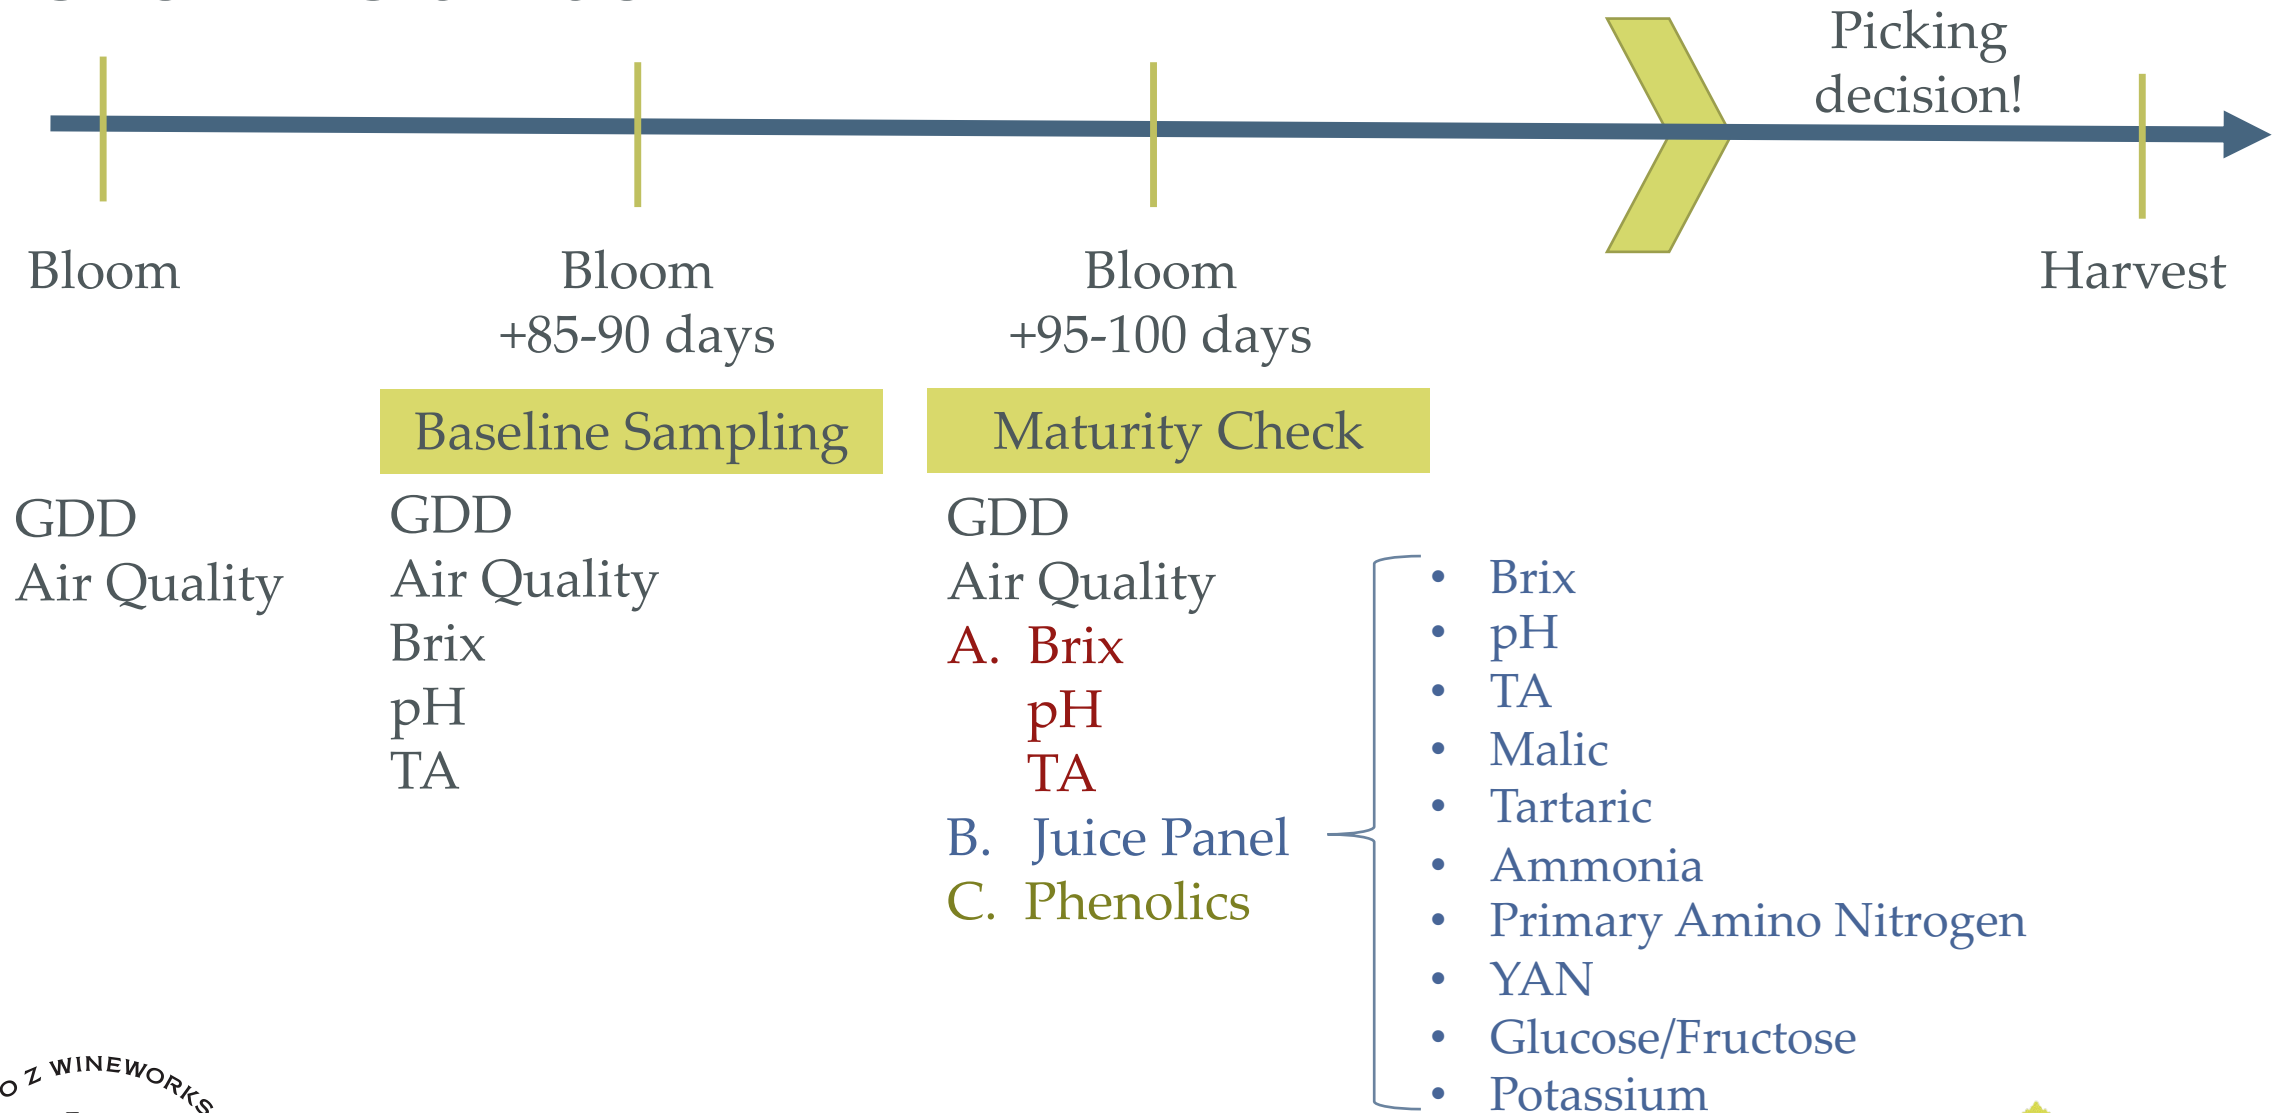 Picking
decision!
Bloom
Bloom
+85-90 days
Bloom
+95-100 days
Harvest
Baseline Sampling
Maturity Check
GDD
Air Quality
GDD
Air Quality
Brix
pH
TA
GDD
Air Quality
A. Brix
pH
TA
B. Juice Panel
C. Phenolics
• Brix
• pH
• TA
• Malic
• Tartaric
• Ammonia
• Primary Amino Nitrogen
• YAN
• Glucose/Fructose
• Potassium
O Z WINEWORKS